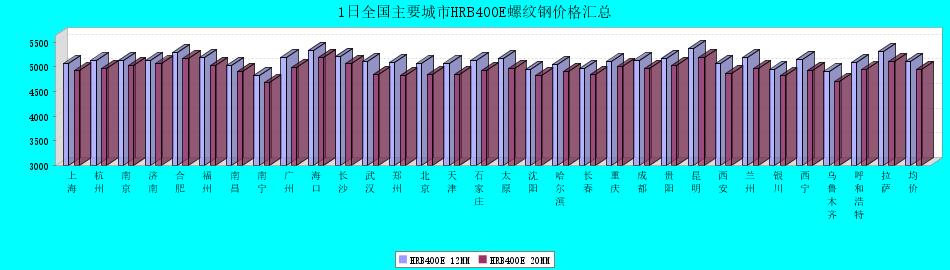 1日全国主要城市HRB400E螺纹钢价格汇总
5500
5000
4500
4000
3500
3000
上海
杭州
南京
济南
合肥
福州
南昌
南宁
广州
海口
长沙
武汉
郑州
北京
天津
石家庄
太原
沈阳
哈尔滨
长春
重庆
成都
贵阳
昆明
西安
兰州
银川
西宁
乌鲁木齐
呼和浩特
拉萨
均价
HRB400E 12MM
HRB400E 20MM